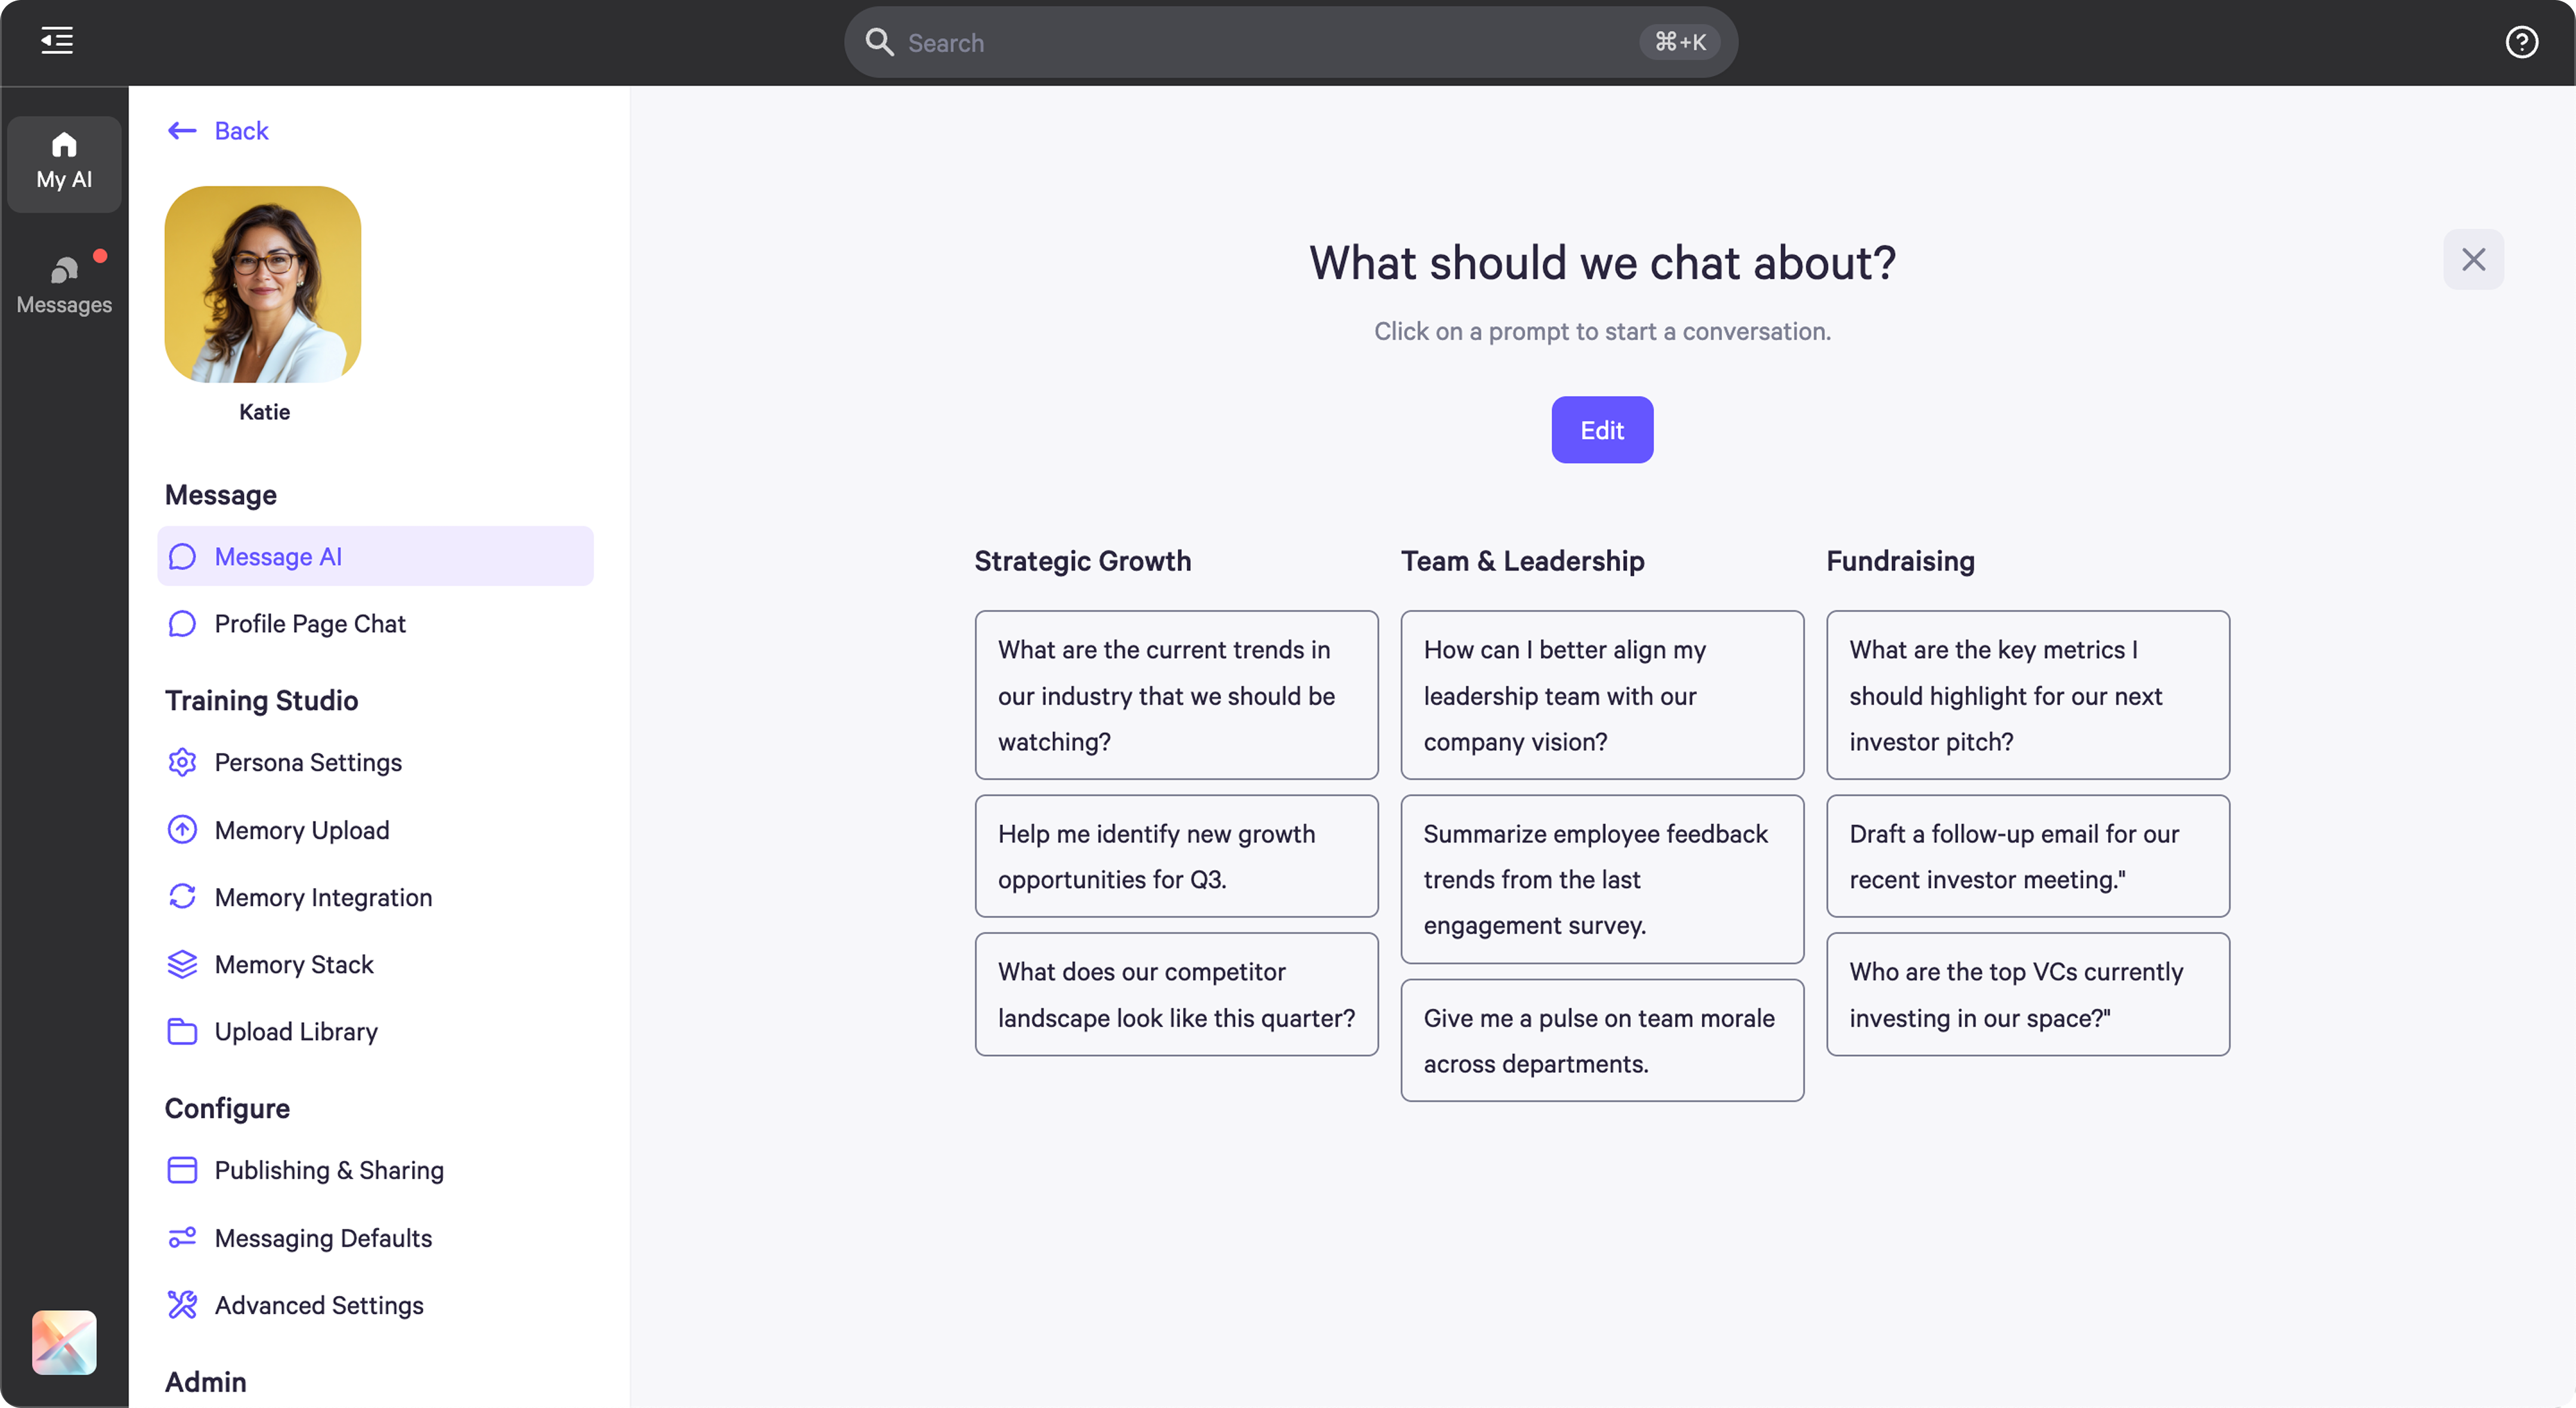 Search
⌘+K
My AI
Messages
Back
Katie
Message
Message AI
Profile Page Chat
Training Studio
Persona Settings
Memory Upload
Memory Integration
Memory Stack
Upload Library
Configure
Publishing & Sharing
Messaging Defaults
Advanced Settings
Admin
What should we chat about?
Click on a prompt to start a conversation.
Edit
Strategic Growth
What are the current trends in
our industry that we should be
watching?
Help me identify new growth
opportunities for Q3.
What does our competitor
landscape look like this quarter?
Team & Leadership
How can I better align my
leadership team with our
company vision?
Summarize employee feedback
trends from the last
engagement survey.
Give me a pulse on team morale
across departments.
Fundraising
What are the key metrics I
should highlight for our next
investor pitch?
Draft a follow-up email for our
recent investor meeting."
Who are the top VCs currently
investing in our space?"